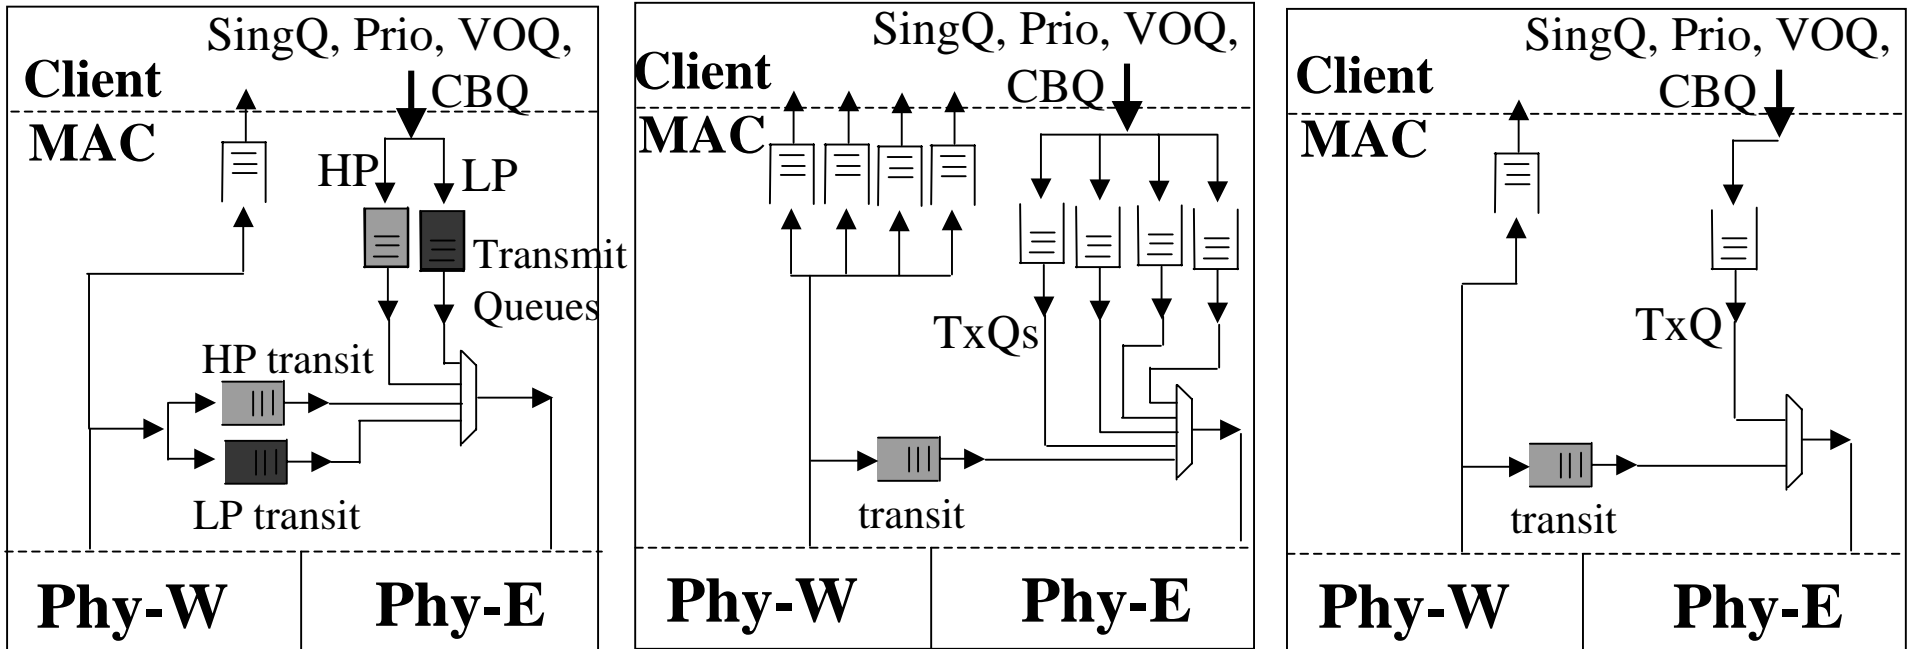 SingQ, Prio, VOQ,
Client
CBQ
MAC
HP
LP
Transmit
Queues
HP transit
LP transit
Phy-W
Phy-E
SingQ, Prio, VOQ,
Client
CBQ
MAC
TxQs
transit
Phy-W
Phy-E
SingQ, Prio, VOQ,
Client
CBQ
MAC
TxQ
transit
Phy-W
Phy-E